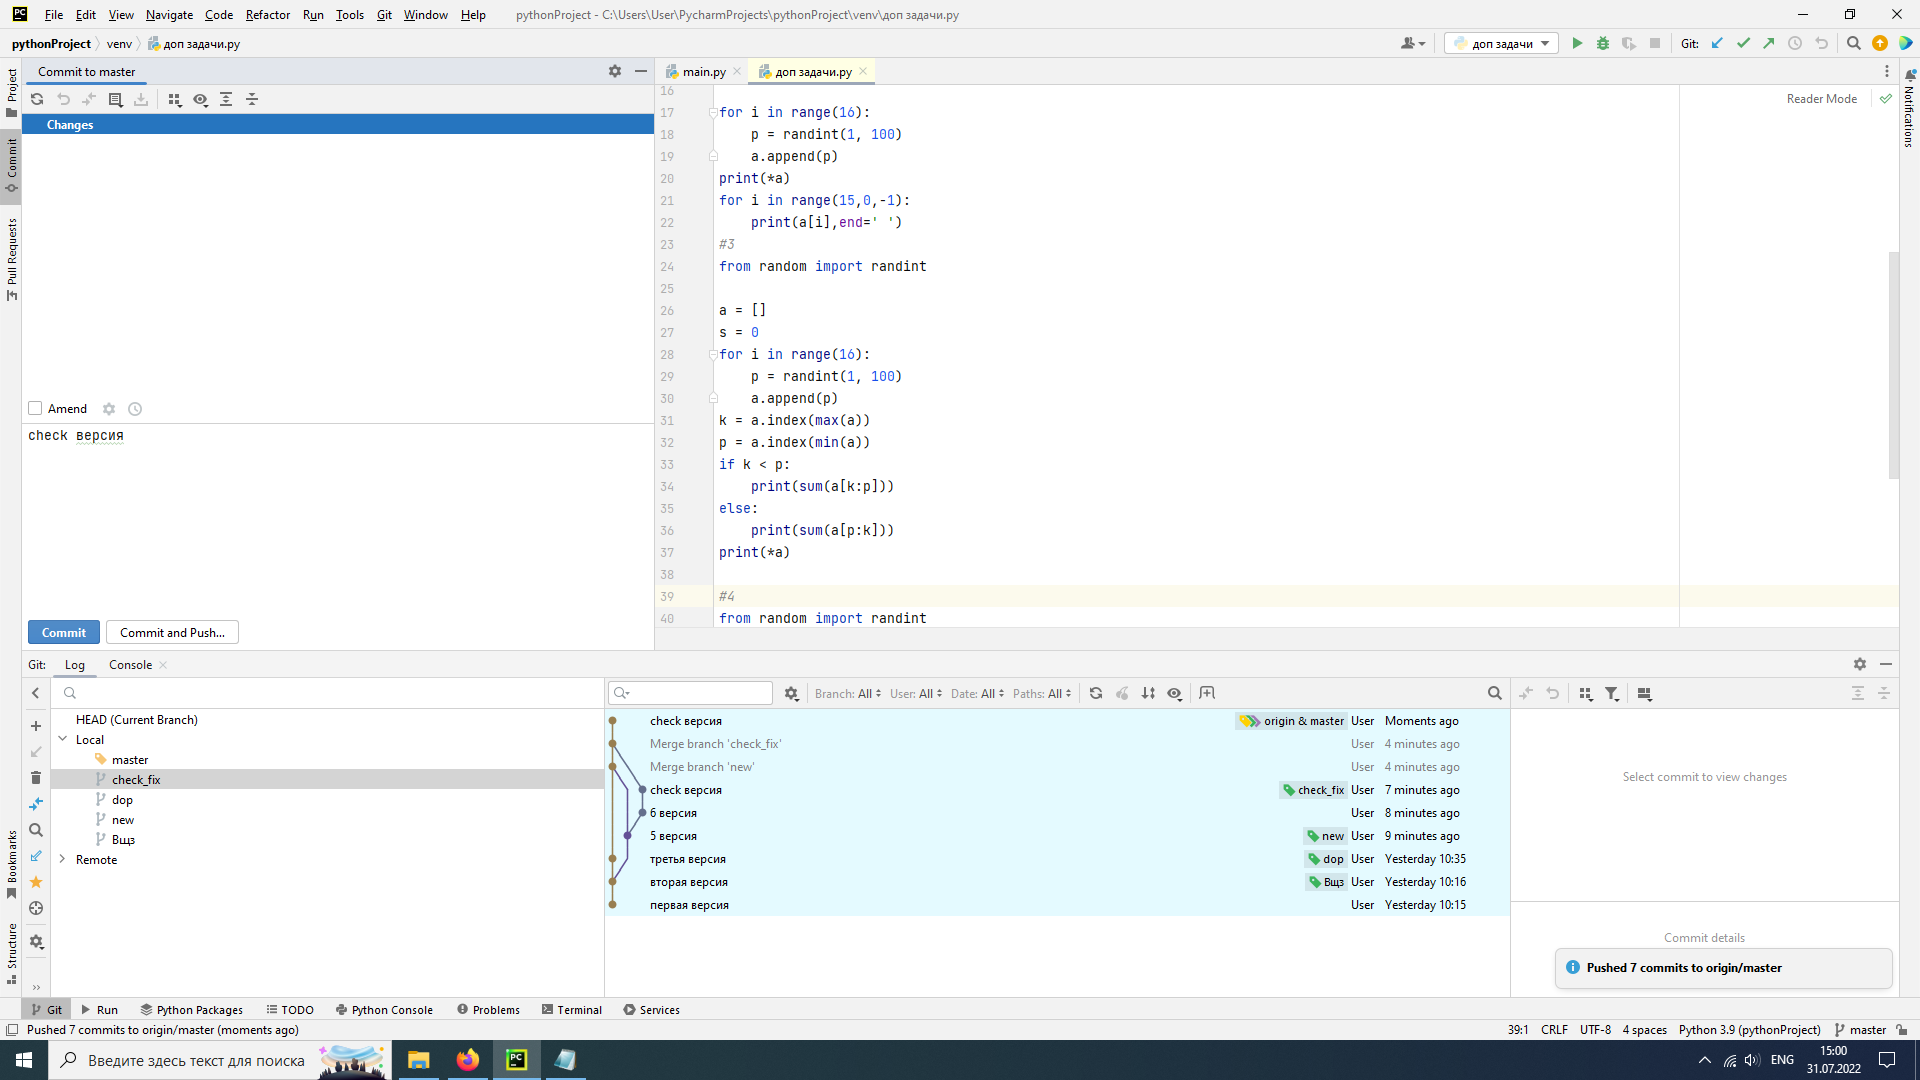 File Edit View Navigate Code Refactor Run Tools Git Window Help pythonProject - C:\Users\User\PycharmProjects\pythonProject\venv\доп задачи.py
pythonProject venv доп задачи.py доп задачи Git:
Commit to master
Changes
Amend
check версия
Commit Commit and Push...
Project
Commit
Pull Requests
Bookmarks
Structure
Notifications
main.py доп задачи.py
Reader Mode
16
17 for i in range(16):
18 p = randint(1, 100)
19 a.append(p)
20 print(*a)
21 for i in range(15,0,-1):
22 print(a[i],end=' ')
23 #3
24 from random import randint
25
26 a = []
27 s = 0
28 for i in range(16):
29 p = randint(1, 100)
30 a.append(p)
31 k = a.index(max(a))
32 p = a.index(min(a))
33 if k < p:
34 print(sum(a[k:p]))
35 else:
36 print(sum(a[p:k]))
37 print(*a)
38
39 #4
40 from random import randint
Git: Log Console
HEAD (Current Branch)
Local
master
check_fix
dop
new
Вщз
Remote
Branch: All User: All Date: All Paths: All
check версия origin & master User Moments ago
Merge branch 'check_fix' User 4 minutes ago
Merge branch 'new' User 4 minutes ago
check версия check_fix User 7 minutes ago
6 версия User 8 minutes ago
5 версия new User 9 minutes ago
третья версия dop User Yesterday 10:35
вторая версия Вщз User Yesterday 10:16
первая версия User Yesterday 10:15
Select commit to view changes
Commit details
Pushed 7 commits to origin/master
Git Run Python Packages TODO Python Console Problems Terminal Services
Pushed 7 commits to origin/master (moments ago) 39:1 CRLF UTF-8 4 spaces Python 3.9 (pythonProject) master
Введите здесь текст для поиска ENG 15:00
31.07.2022